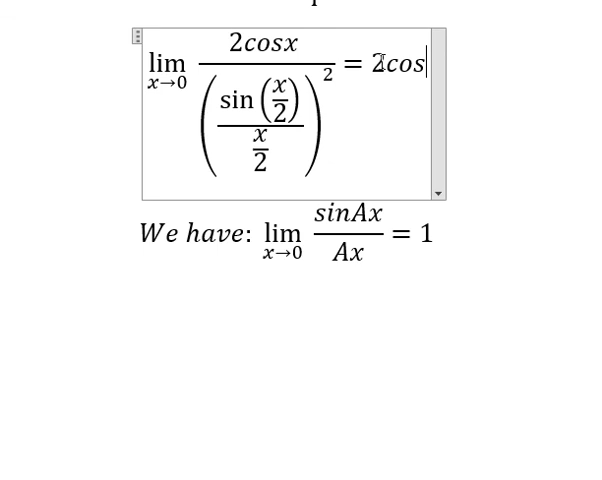 lim x→0 2cosx / (sin(x/2) / (x/2))^2 = 2cos
We have: lim x→0 sinAx / Ax = 1